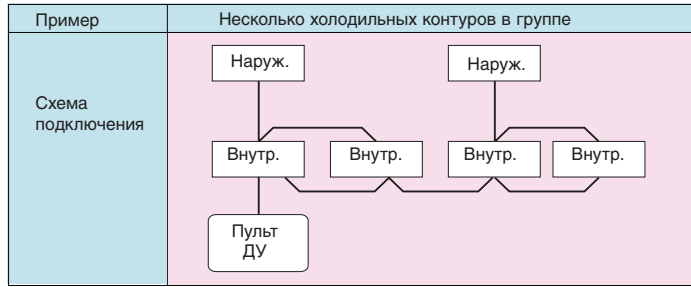 Пример
Несколько холодильных контуров в группе
Схема
подключения
Наруж.
Наруж.
Внутр.
Внутр.
Внутр.
Внутр.
Пульт
ДУ